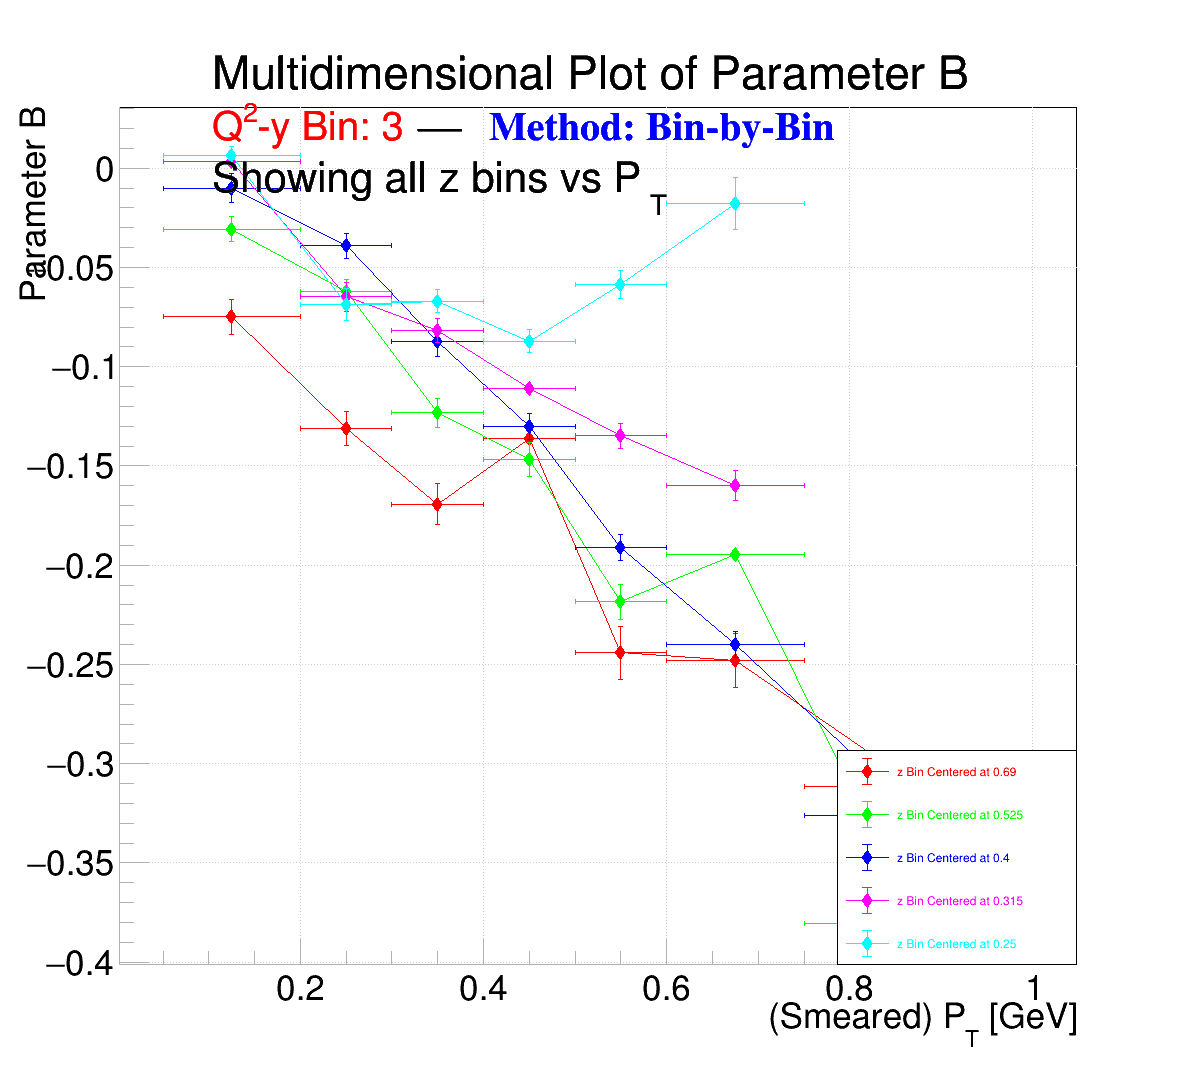 Multidimensional Plot of Parameter B
Q²-y Bin: 3 — Method: Bin-by-Bin
Showing all z bins vs P_T
Parameter B
0
−0.05
−0.1
−0.15
−0.2
−0.25
−0.3
−0.35
−0.4
z Bin Centered at 0.69
z Bin Centered at 0.525
z Bin Centered at 0.4
z Bin Centered at 0.315
z Bin Centered at 0.25
0.2 0.4 0.6 0.8 1
(Smeared) P_T [GeV]